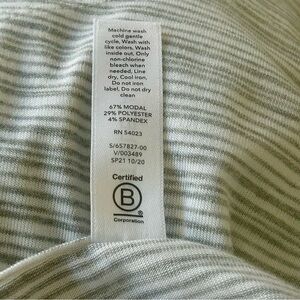 Machine wash
cold gentle
cycle, Wash with
like colors, Wash
inside out, Only
non-chlorine
bleach when
needed, Line
dry, Cool iron,
Do not iron
label, Do not dry
clean
67% MODAL
29% POLYESTER
4% SPANDEX
RN 54023
S/657827-00
V/003489
SP21 10/20
Certified
B
®
Corporation